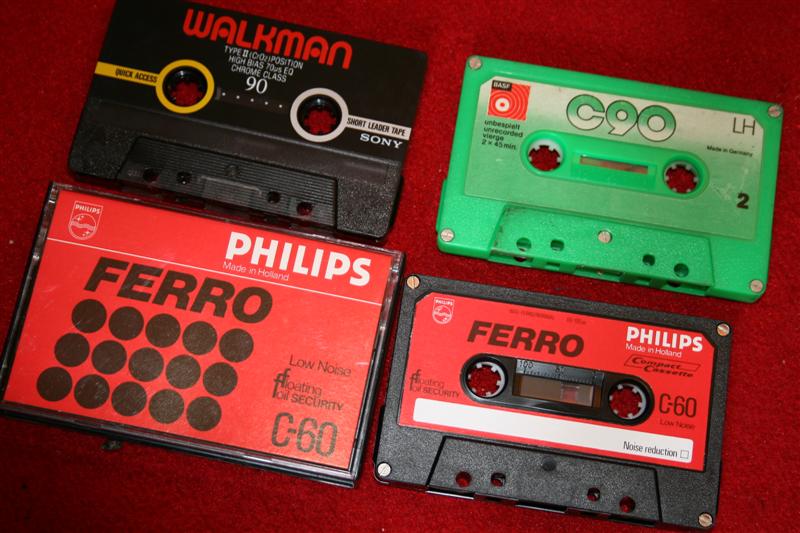 WALKMAN
TYPE II (CrO2) POSITION
HIGH BIAS 70µs EQ
CHROME CLASS
90
QUICK ACCESS
SHORT LEADER TAPE
SONY
BASF
C90
LH
unbespielt
unrecorded
vierge
2 x 45 min.
Made in Germany
2
PHILIPS
PHILIPS
Made in Holland
FERRO
Low Noise
floating
foil SECURITY
C-60
PHILIPS
FERRO
PHILIPS
Made in Holland
Compact
Cassette
100
floating
foil SECURITY
C-60
Low Noise
Noise reduction